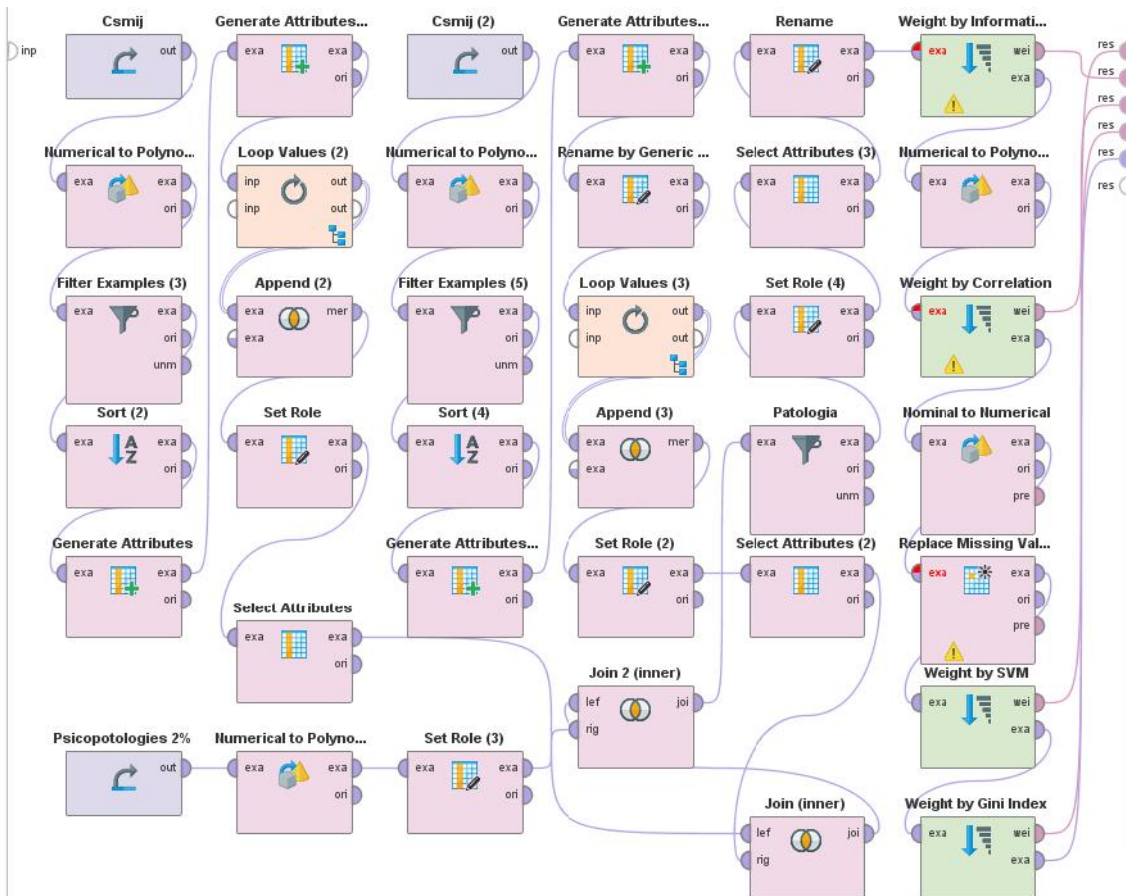 Csmij
Generate Attributes...
Csmij (2)
Generate Attributes...
Rename
Weight by Informati...
inp
out
exa exa
ori
out
exa exa
ori
exa exa
ori
exa wei
exa
res
res
res
res
res
res
Numerical to Polyno...
Loop Values (2)
Numerical to Polyno...
Rename by Generic ...
Select Attributes (3)
Numerical to Polyno...
exa exa
ori
inp out
inp out
exa exa
ori
exa exa
ori
exa exa
ori
exa exa
ori
Filter Examples (3)
Append (2)
Filter Examples (5)
Loop Values (3)
Set Role (4)
Weight by Correlation
exa exa
ori
unm
exa mer
exa
exa exa
ori
unm
inp out
inp out
exa exa
ori
exa wei
exa
Sort (2)
Set Role
Sort (4)
Append (3)
Patologia
Nominal to Numerical
exa exa
A
Z
ori
exa exa
ori
exa exa
A
Z
ori
exa mer
exa
exa exa
ori
unm
exa exa
ori
pre
Generate Attributes
Generate Attributes...
Set Role (2)
Select Attributes (2)
Replace Missing Val...
exa exa
ori
exa exa
ori
exa exa
ori
exa exa
ori
exa exa
ori
pre
Select Attributes
exa exa
ori
Join 2 (inner)
lef joi
rig
Weight by SVM
exa wei
exa
Psicopotologies 2%
Numerical to Polyno...
Set Role (3)
out
exa exa
ori
exa exa
ori
Join (inner)
lef joi
rig
Weight by Gini Index
exa wei
exa